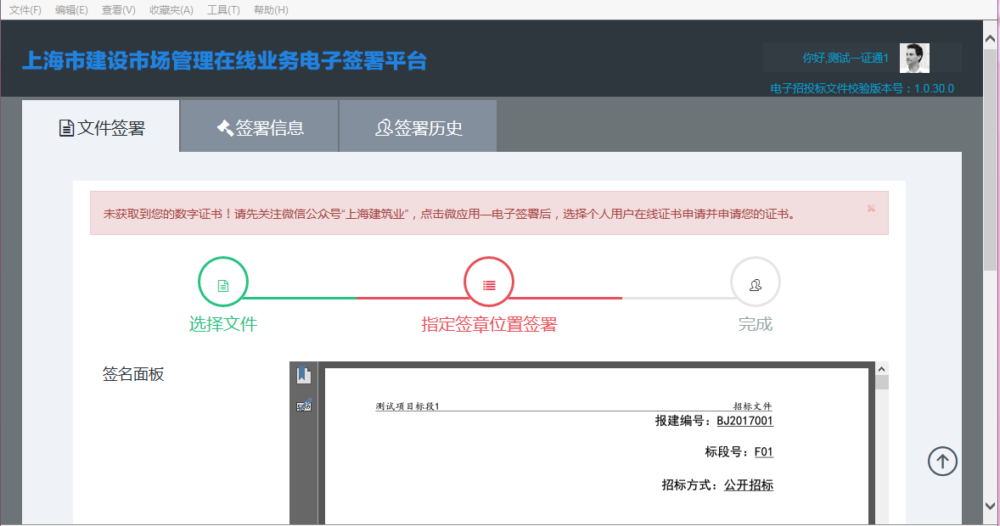 文件(F) 编辑(E) 查看(V) 收藏夹(A) 工具(T) 帮助(H)
上海市建设市场管理在线业务电子签署平台
你好,测试一证通1
电子招投标文件校验版本号：1.0.30.0
文件签署 签署信息 签署历史
未获取到您的数字证书！请先关注微信公众号“上海建筑业”，点击微应用—电子签署后，选择个人用户在线证书申请并申请您的证书。
选择文件 指定签章位置签署 完成
签名面板
测试项目标段1 招标文件
报建编号：BJ2017001
标段号：F01
招标方式：公开招标